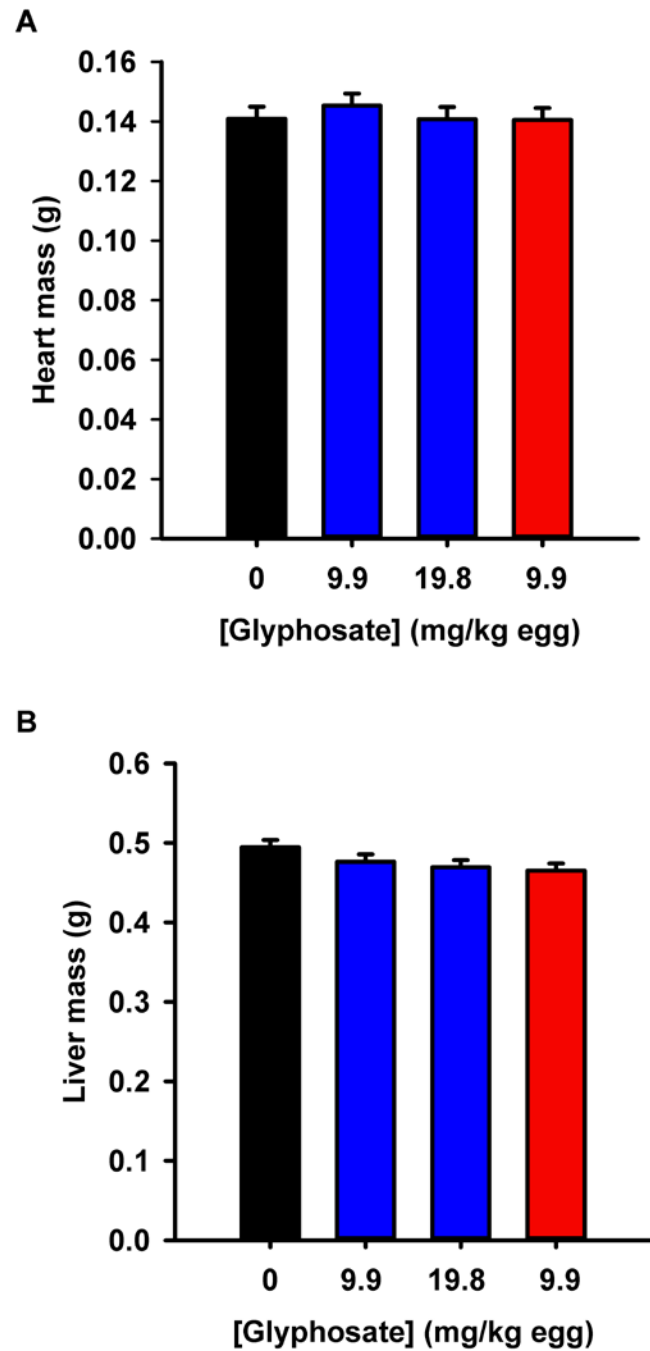 A
Heart mass (g)
0.16
0.14
0.12
0.10
0.08
0.06
0.04
0.02
0.00
0 9.9 19.8 9.9
[Glyphosate] (mg/kg egg)
B
Liver mass (g)
0.6
0.5
0.4
0.3
0.2
0.1
0.0
0 9.9 19.8 9.9
[Glyphosate] (mg/kg egg)